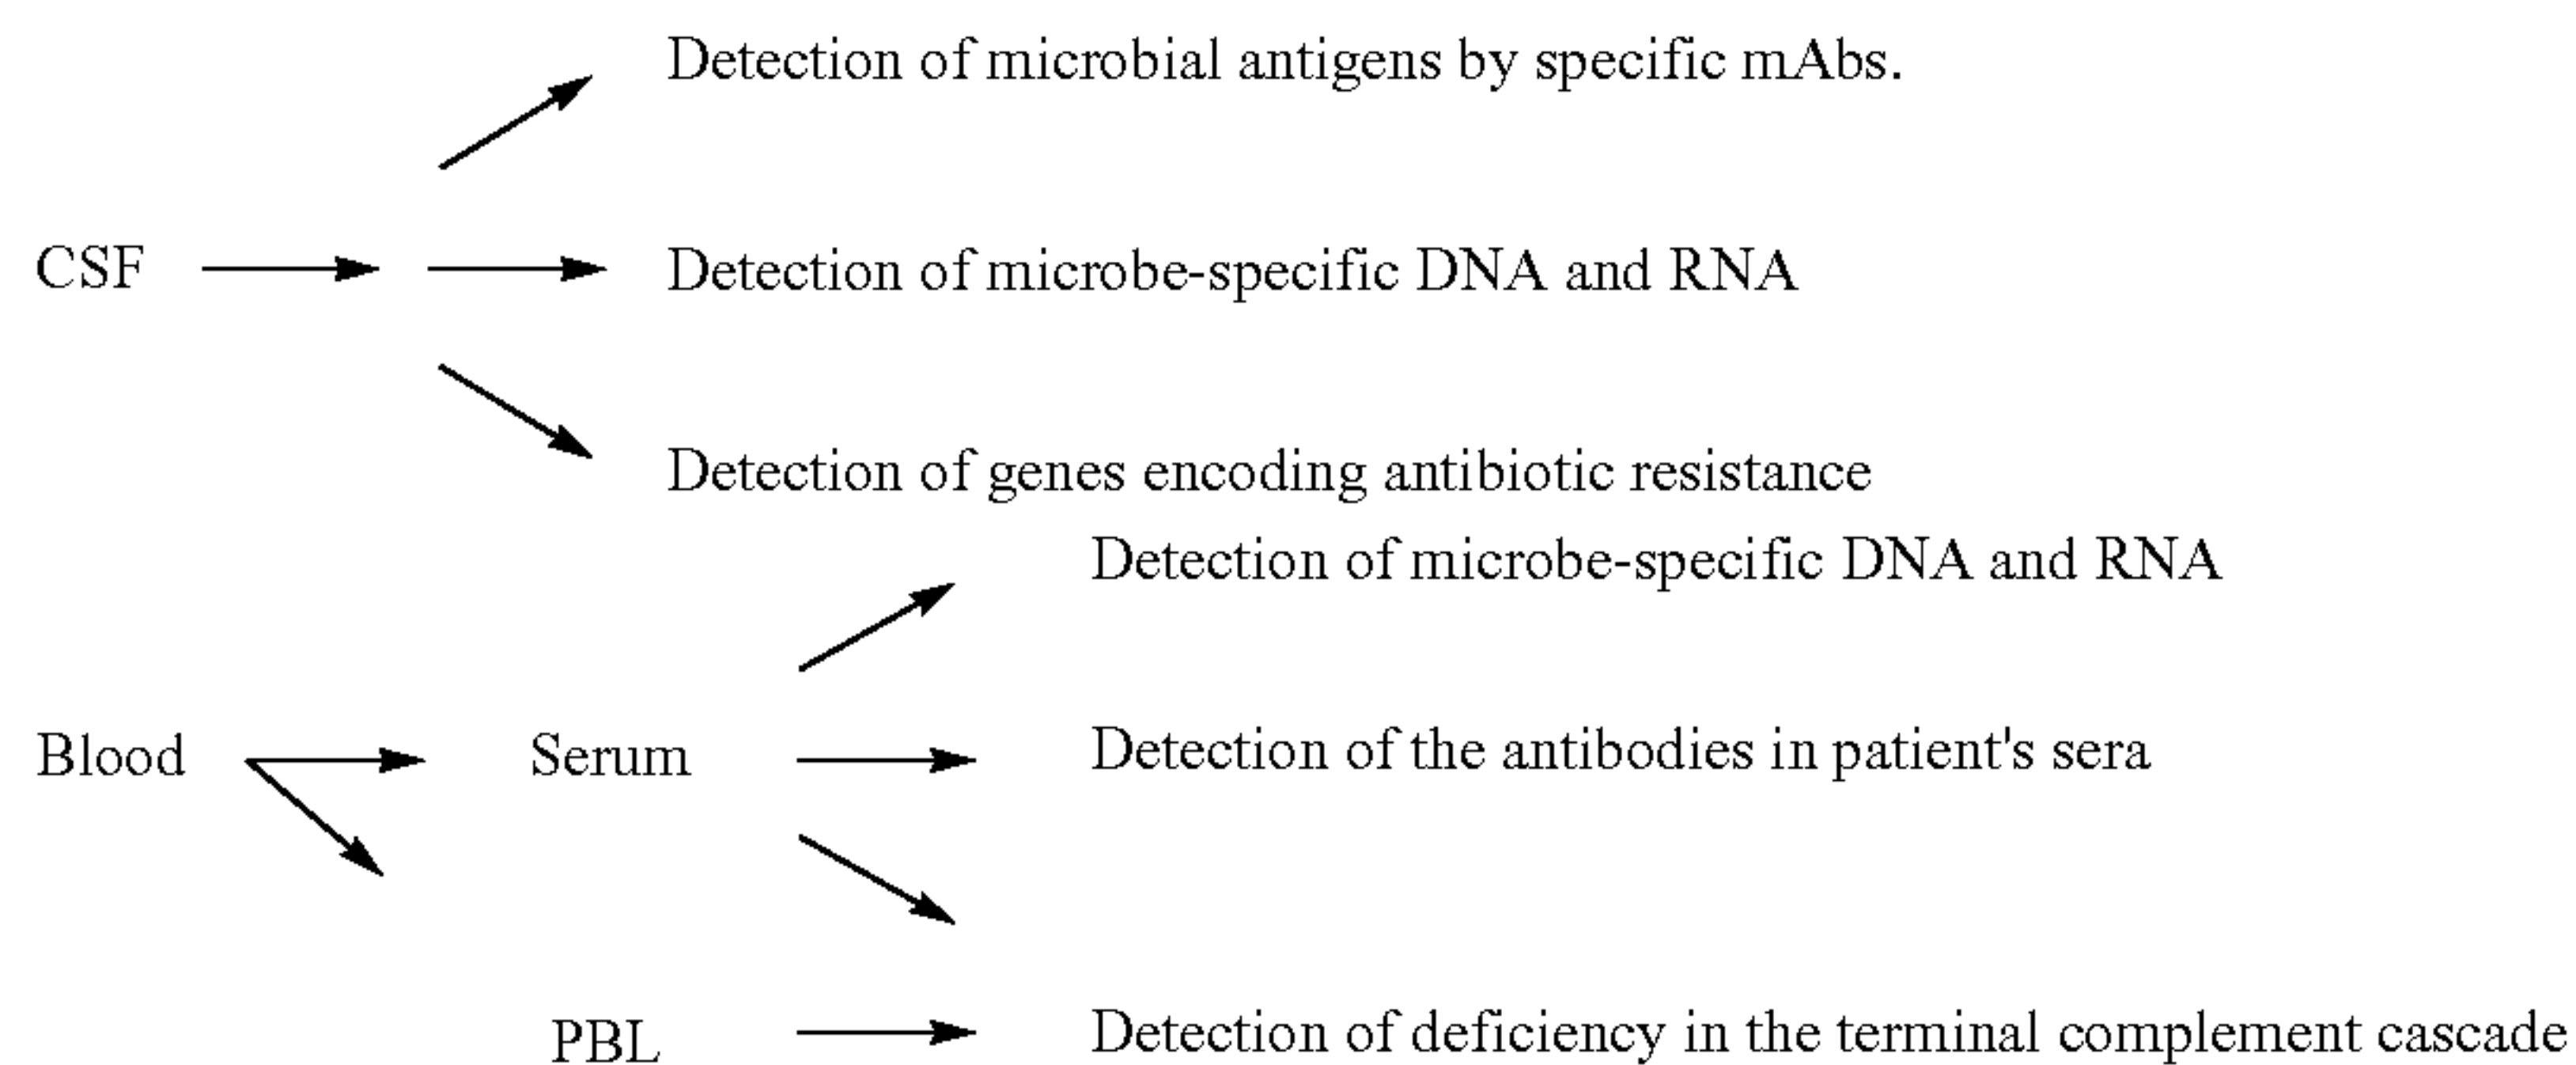 Detection of microbial antigens by specific mAbs.
CSF
Detection of microbe-specific DNA and RNA
Detection of genes encoding antibiotic resistance
Detection of microbe-specific DNA and RNA
Blood
Serum
Detection of the antibodies in patient's sera
PBL
Detection of deficiency in the terminal complement cascade